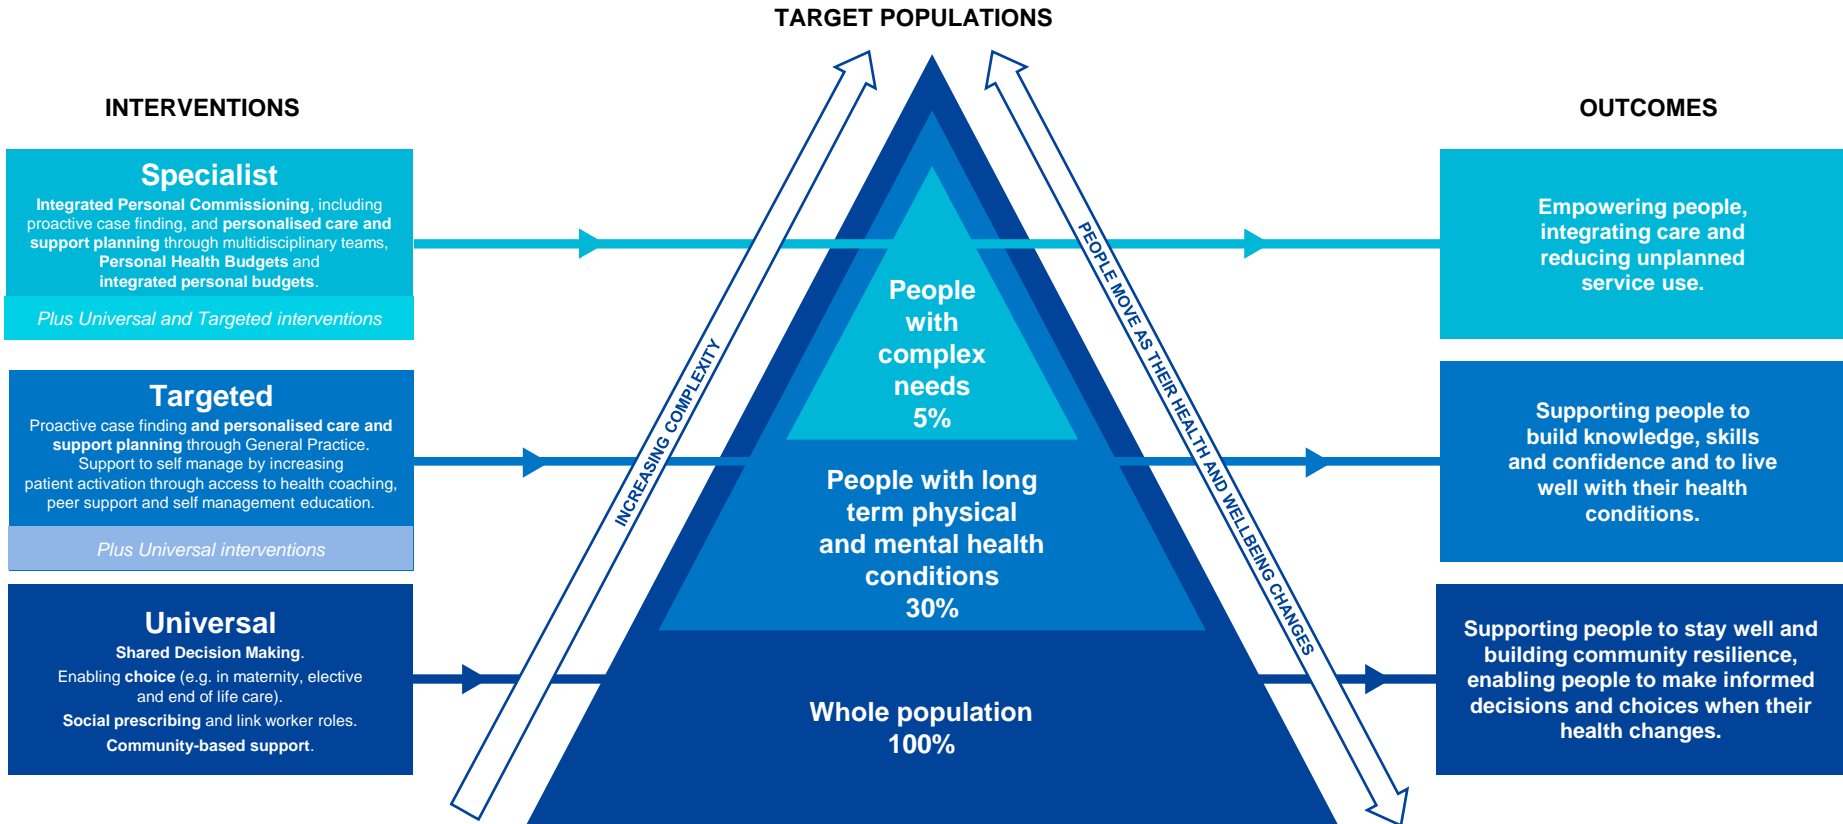 TARGET POPULATIONS
INTERVENTIONS
Specialist
Integrated Personal Commissioning, including
proactive case finding, and personalised care and
support planning through multidisciplinary teams,
Personal Health Budgets and
integrated personal budgets.
Plus Universal and Targeted interventions
Targeted
Proactive case finding and personalised care and
support planning through General Practice.
Support to self manage by increasing
patient activation through access to health coaching,
peer support and self management education.
Plus Universal interventions
Universal
Shared Decision Making.
Enabling choice (e.g. in maternity, elective
and end of life care).
Social prescribing and link worker roles.
Community-based support.
INCREASING COMPLEXITY
People
with
complex
needs
5%
People with long
term physical
and mental health
conditions
30%
Whole population
100%
PEOPLE MOVE AS THEIR HEALTH AND WELLBEING CHANGES
OUTCOMES
Empowering people,
integrating care and
reducing unplanned
service use.
Supporting people to
build knowledge, skills
and confidence and to live
well with their health
conditions.
Supporting people to stay well and
building community resilience,
enabling people to make informed
decisions and choices when their
health changes.